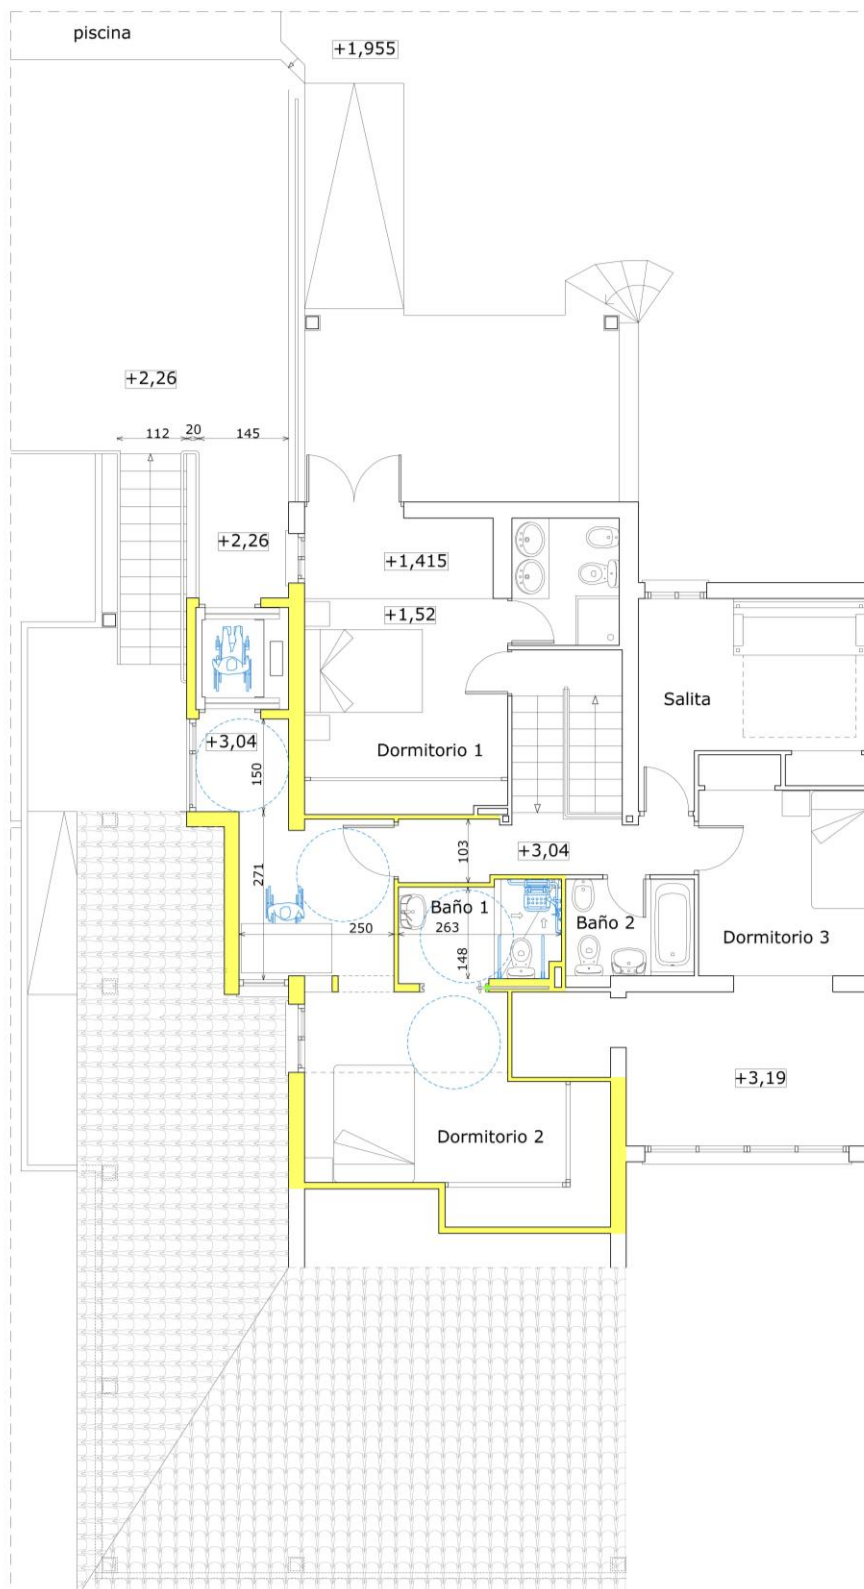 piscina
+1,955
+2,26
112
20
145
+2,26
+1,415
+1,52
Salita
+3,04
Dormitorio 1
150
103
+3,04
271
Baño 1
250
263
Baño 2
148
Dormitorio 3
+3,19
Dormitorio 2